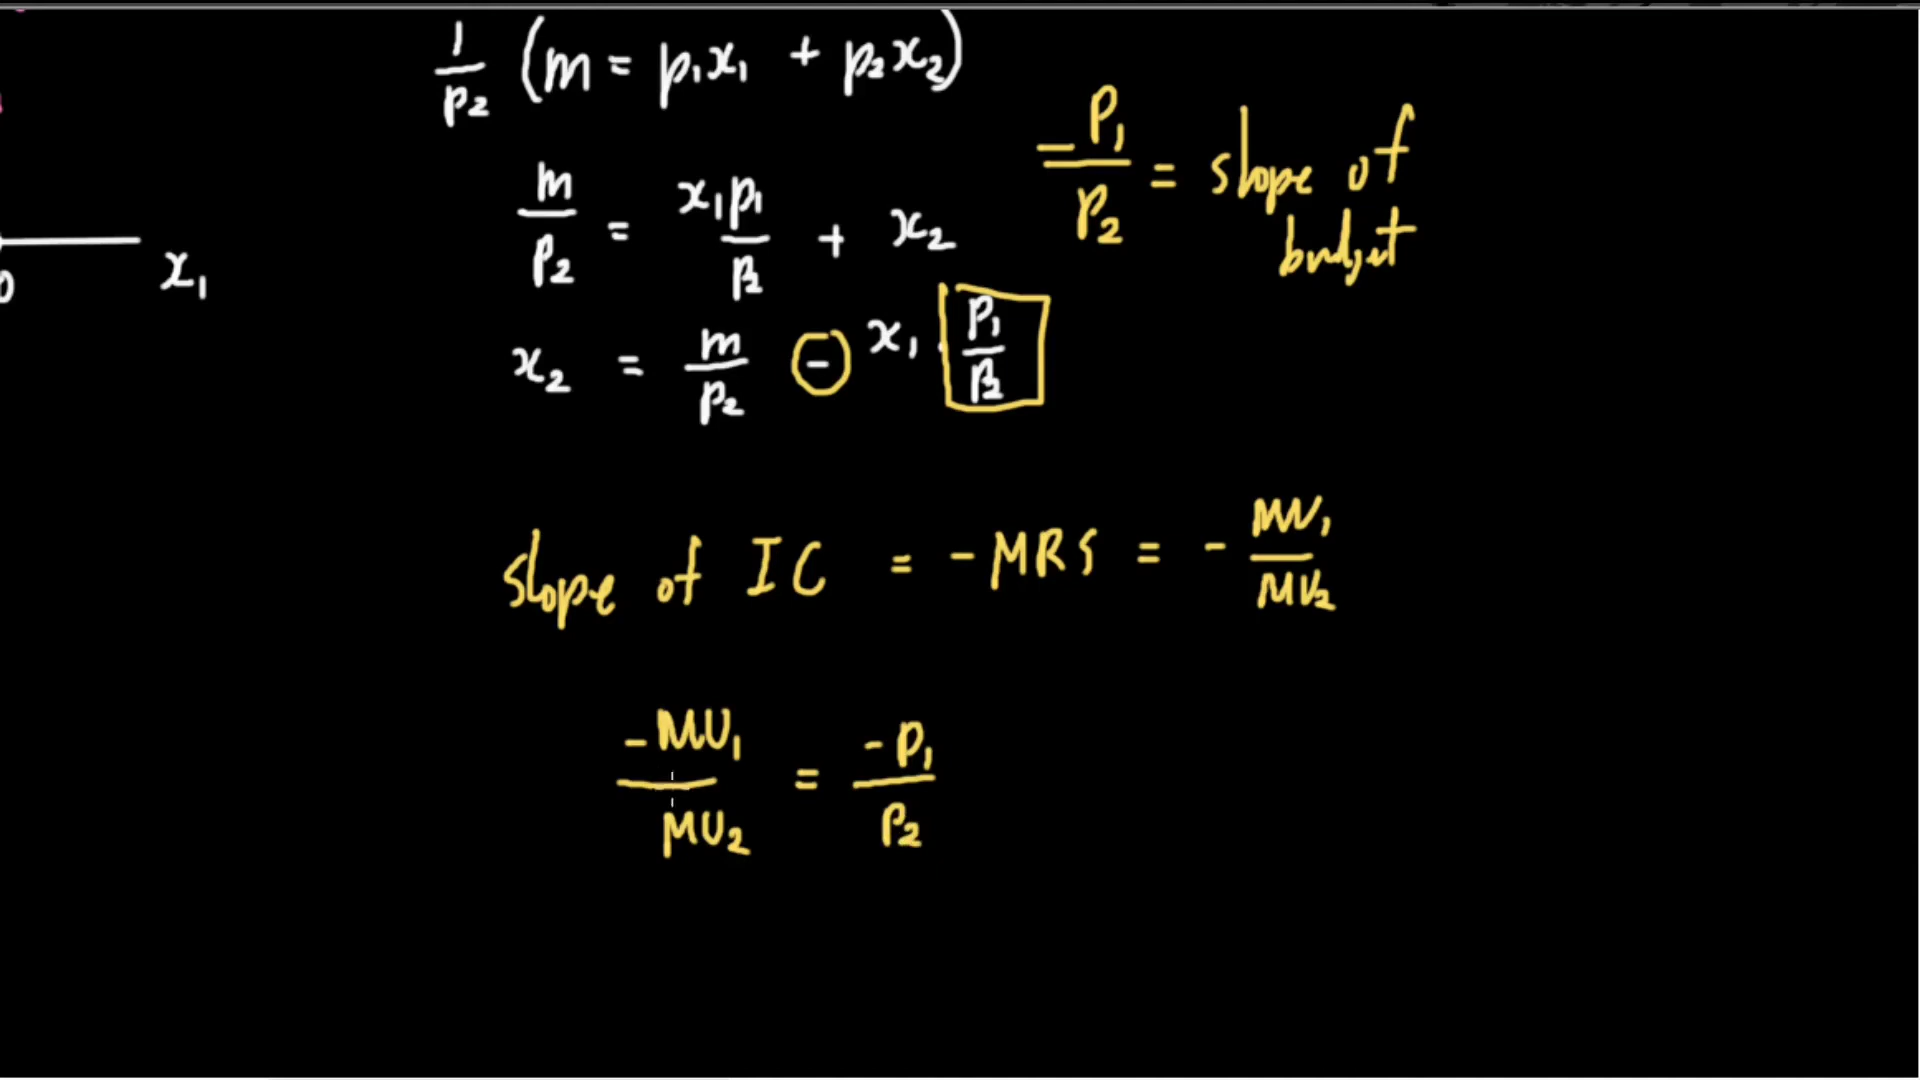 1/p₂ (m = p₁x₁ + p₂x₂)
-P₁/P₂ = slope of budget
m/P₂ = x₁p₁/p₂ + x₂
x₂ = m/p₂ - x₁ · P₁/P₂
0 x₁
slope of IC = -MRS = - MU₁/MU₂
-MU₁/MU₂ = -P₁/P₂